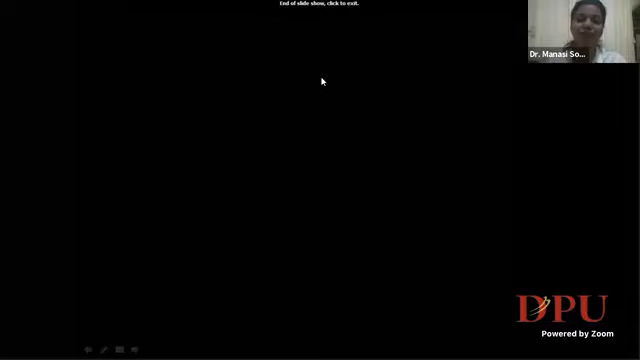 End of slide show, click to exit.
Dr. Manasi So...
DPU
Powered by Zoom